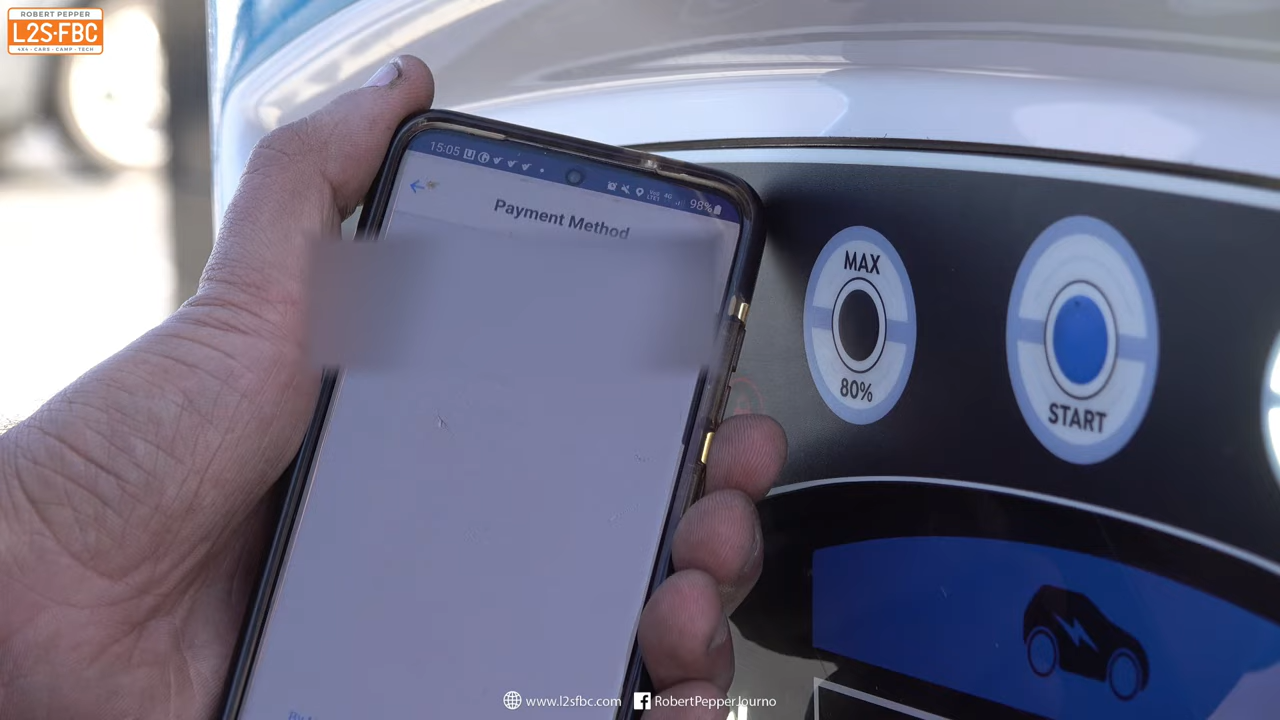 ROBERT PEPPER
L2S-FBC
4X4 - CARS - CAMP - TECH
15:05
98%
Payment Method
MAX
80%
START
www.l2sfbc.com
RobertPepperJourno